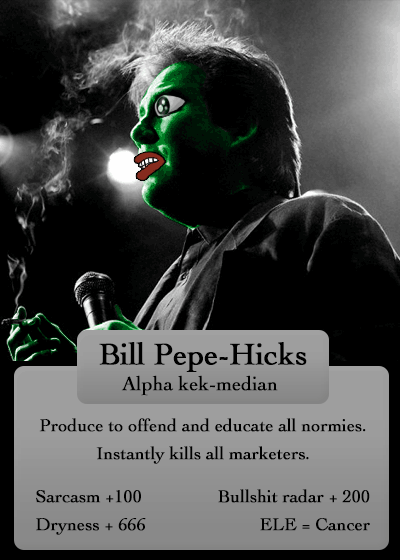 Bill Pepe-Hicks
Alpha kek-median
Produce to offend and educate all normies.
Instantly kills all marketers.
Sarcasm +100
Bullshit radar + 200
Dryness + 666
ELE = Cancer